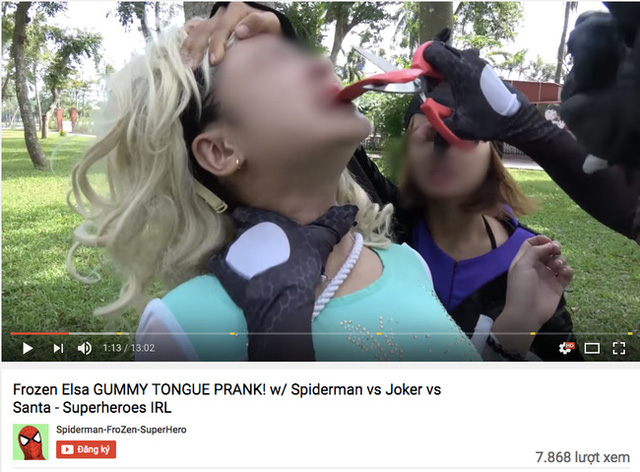 1:13 / 13:02
HD
Frozen Elsa GUMMY TONGUE PRANK! w/ Spiderman vs Joker vs
Santa - Superheroes IRL
Spiderman-FroZen-SuperHero
Đăng ký
7.868 lượt xem